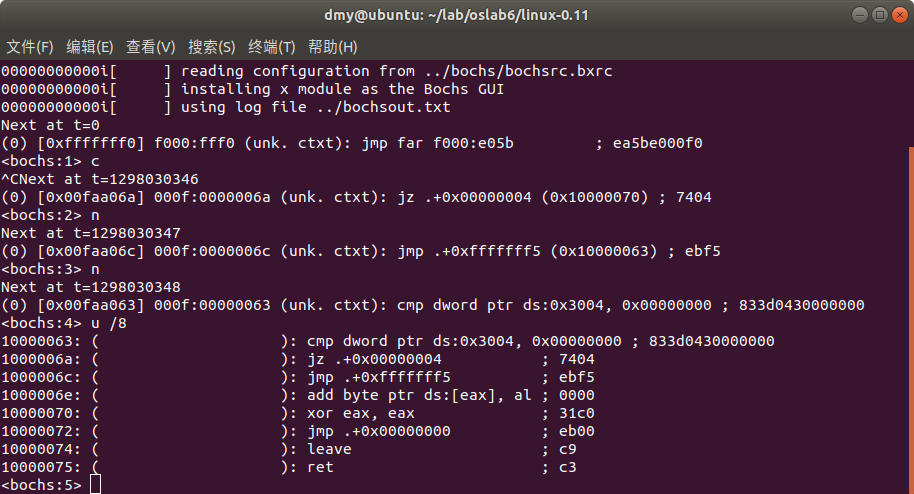 dmy@ubuntu: ~/lab/oslab6/linux-0.11
文件(F) 编辑(E) 查看(V) 搜索(S) 终端(T) 帮助(H)
00000000000i[     ] reading configuration from ../bochs/bochsrc.bxrc
00000000000i[     ] installing x module as the Bochs GUI
00000000000i[     ] using log file ../bochsout.txt
Next at t=0
(0) [0xfffffff0] f000:fff0 (unk. ctxt): jmp far f000:e05b         ; ea5be000f0
<bochs:1> c
^CNext at t=1298030346
(0) [0x00faa06a] 000f:0000006a (unk. ctxt): jz .+0x00000004 (0x10000070) ; 7404
<bochs:2> n
Next at t=1298030347
(0) [0x00faa06c] 000f:0000006c (unk. ctxt): jmp .+0xfffffff5 (0x10000063) ; ebf5
<bochs:3> n
Next at t=1298030348
(0) [0x00faa063] 000f:00000063 (unk. ctxt): cmp dword ptr ds:0x3004, 0x00000000 ; 833d0430000000
<bochs:4> u /8
10000063: (                    ): cmp dword ptr ds:0x3004, 0x00000000 ; 833d0430000000
1000006a: (                    ): jz .+0x00000004           ; 7404
1000006c: (                    ): jmp .+0xfffffff5          ; ebf5
1000006e: (                    ): add byte ptr ds:[eax], al ; 0000
10000070: (                    ): xor eax, eax              ; 31c0
10000072: (                    ): jmp .+0x00000000          ; eb00
10000074: (                    ): leave                     ; c9
10000075: (                    ): ret                       ; c3
<bochs:5>